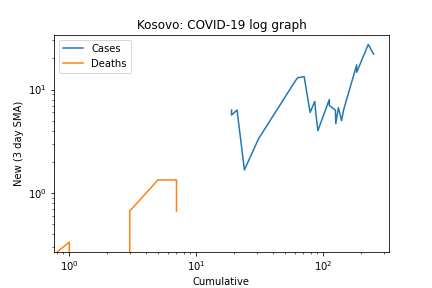 Kosovo: COVID-19 log graph
Cases
Deaths
New (3 day SMA)
10¹
10⁰
10⁰ 10¹ 10²
Cumulative